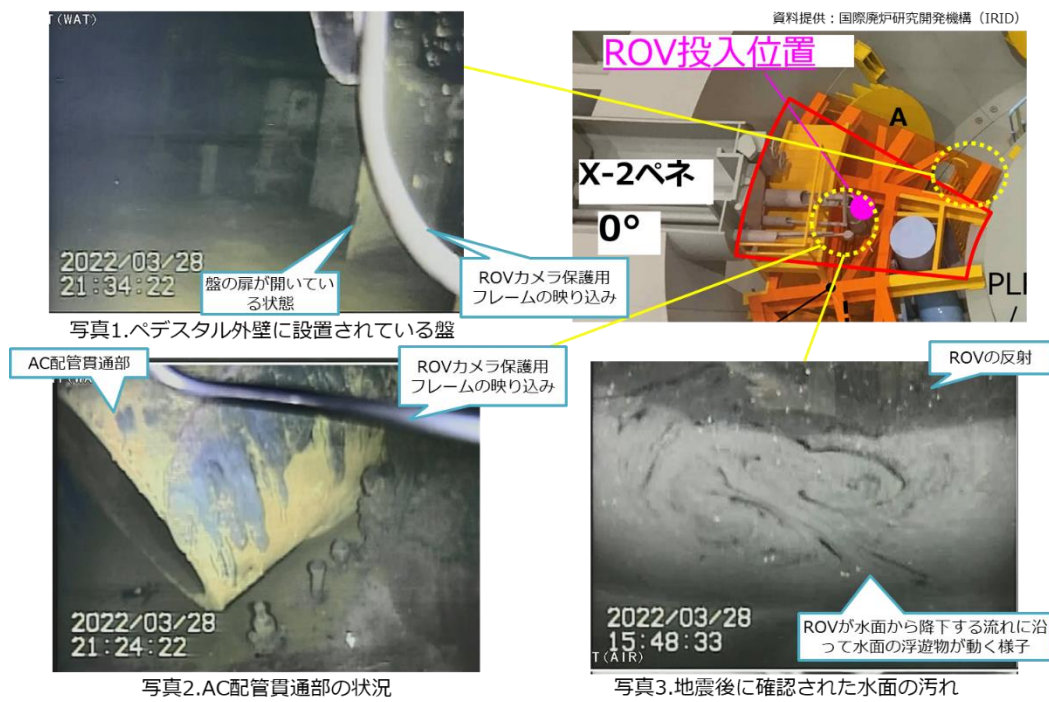 資料提供：国際廃炉研究開発機構（IRID）
T(WAT)
2022/03/28
21:34:22
盤の扉が開いてい
る状態
ROVカメラ保護用
フレームの映り込み
写真1.ペデスタル外壁に設置されている盤
ROV投入位置
A
X-2ペネ
0°
AC配管貫通部
ROVカメラ保護用
フレームの映り込み
2022/03/28
21:24:22
写真2.AC配管貫通部の状況
ROVの反射
2022/03/28
15:48:33
T(AIR)
ROVが水面から降下する流れに沿
って水面の浮遊物が動く様子
写真3.地震後に確認された水面の汚れ